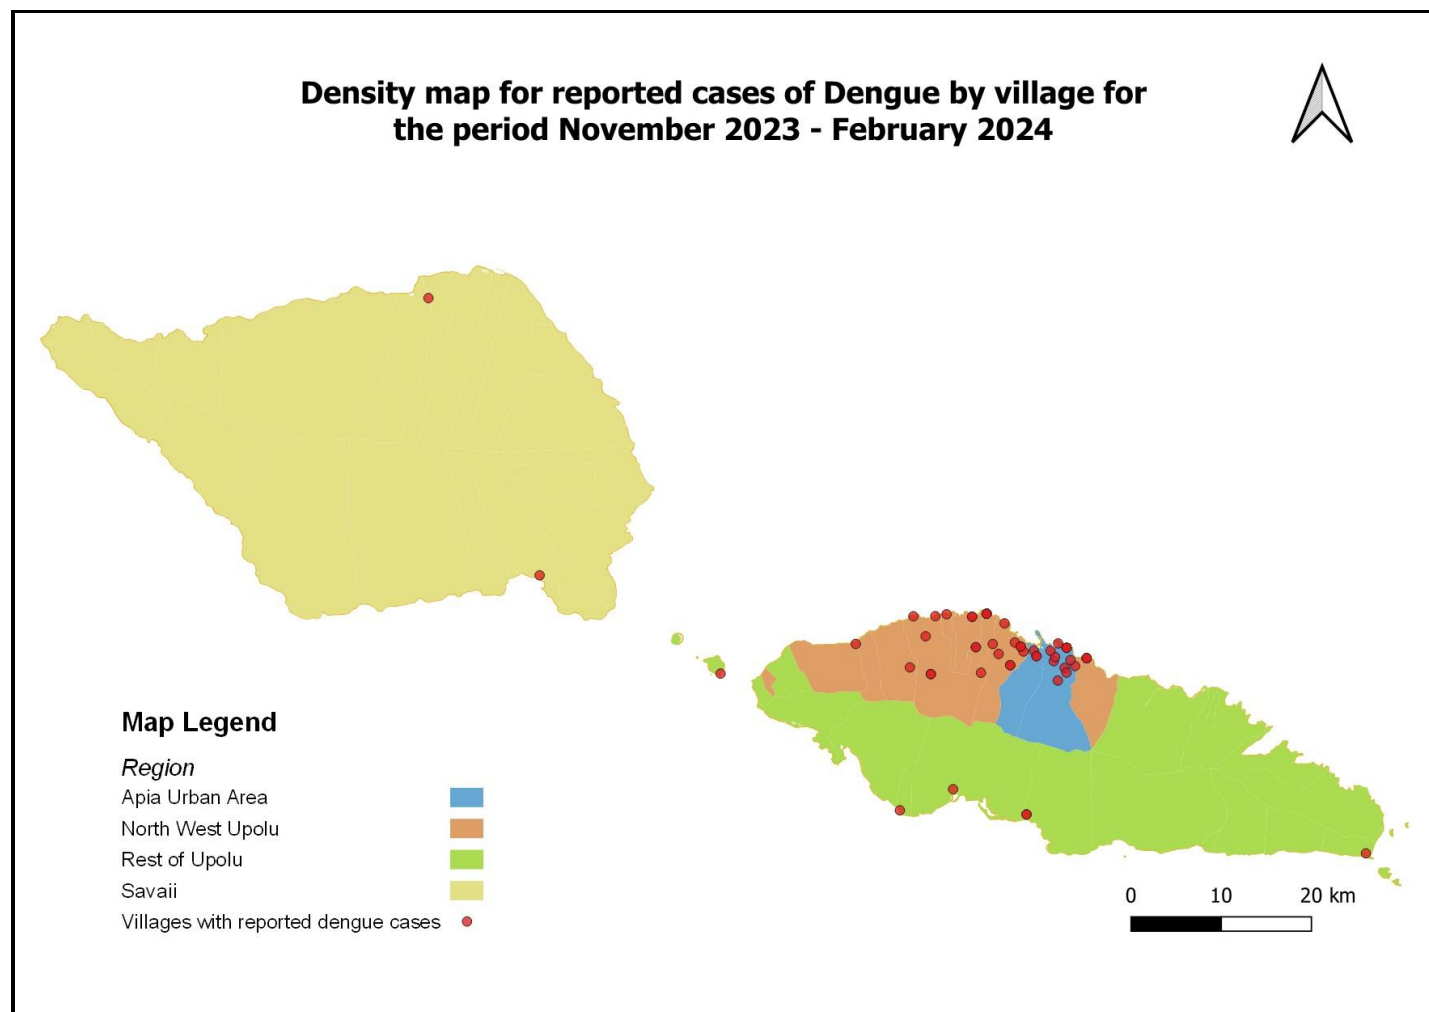 Density map for reported cases of Dengue by village for
the period November 2023 - February 2024
Map Legend
Region
Apia Urban Area
North West Upolu
Rest of Upolu
Savaii
Villages with reported dengue cases
0 10 20 km